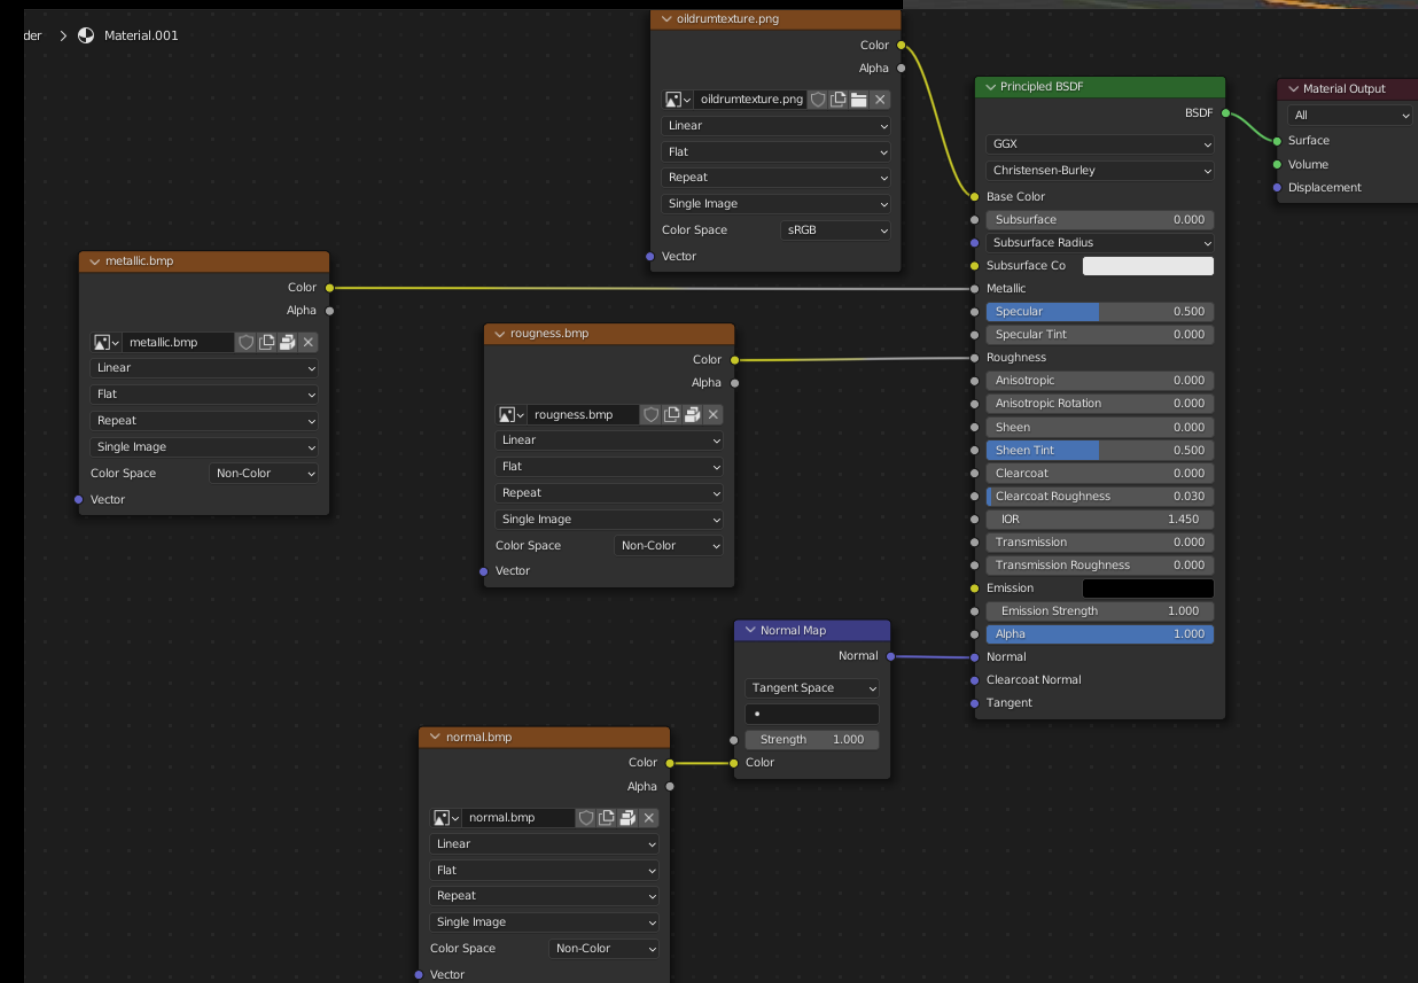 der > Material.001
oildrumtexture.png
Color
Alpha
oildrumtexture.png
Linear
Flat
Repeat
Single Image
Color Space sRGB
Vector
metallic.bmp
Color
Alpha
metallic.bmp
Linear
Flat
Repeat
Single Image
Color Space Non-Color
Vector
rougness.bmp
Color
Alpha
rougness.bmp
Linear
Flat
Repeat
Single Image
Color Space Non-Color
Vector
normal.bmp
Color
Alpha
normal.bmp
Linear
Flat
Repeat
Single Image
Color Space Non-Color
Vector
Normal Map
Normal
Tangent Space
Strength 1.000
Color
Principled BSDF
BSDF
GGX
Christensen-Burley
Base Color
Subsurface 0.000
Subsurface Radius
Subsurface Co
Metallic
Specular 0.500
Specular Tint 0.000
Roughness
Anisotropic 0.000
Anisotropic Rotation 0.000
Sheen 0.000
Sheen Tint 0.500
Clearcoat 0.000
Clearcoat Roughness 0.030
IOR 1.450
Transmission 0.000
Transmission Roughness 0.000
Emission
Emission Strength 1.000
Alpha 1.000
Normal
Clearcoat Normal
Tangent
Material Output
All
Surface
Volume
Displacement